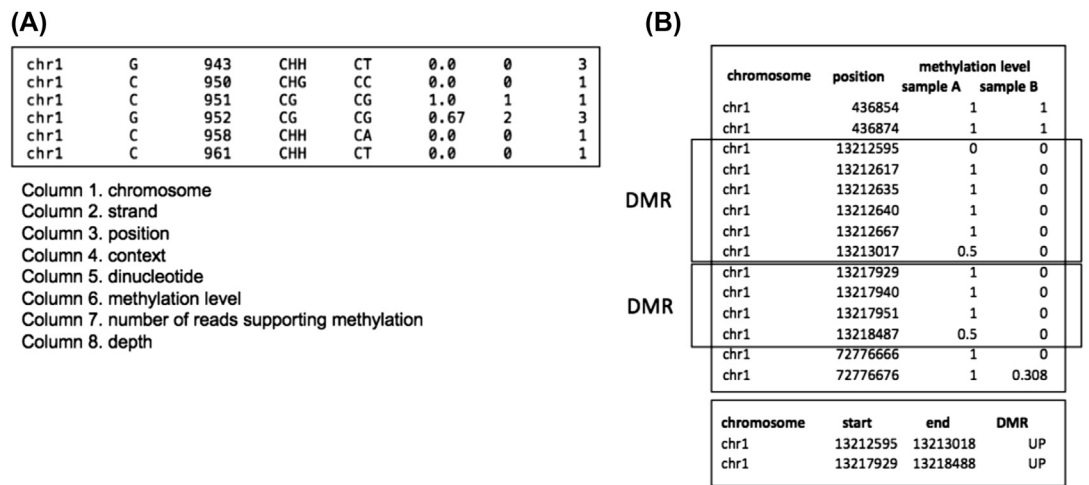 (A)
chr1 G 943 CHH CT 0.0 0 3
chr1 C 950 CHG CC 0.0 0 1
chr1 C 951 CG CG 1.0 1 1
chr1 G 952 CG CG 0.67 2 3
chr1 C 958 CHH CA 0.0 0 1
chr1 C 961 CHH CT 0.0 0 1
Column 1. chromosome
Column 2. strand
Column 3. position
Column 4. context
Column 5. dinucleotide
Column 6. methylation level
Column 7. number of reads supporting methylation
Column 8. depth
(B)
chromosome position methylation level
sample A sample B
chr1 436854 1 1
chr1 436874 1 1
chr1 13212595 0 0
chr1 13212617 1 0
chr1 13212635 1 0
DMR
chr1 13212640 1 0
chr1 13212667 1 0
chr1 13213017 0.5 0
chr1 13217929 1 0
chr1 13217940 1 0
DMR
chr1 13217951 1 0
chr1 13218487 0.5 0
chr1 72776666 1 0
chr1 72776676 1 0.308
chromosome start end DMR
chr1 13212595 13213018 UP
chr1 13217929 13218488 UP